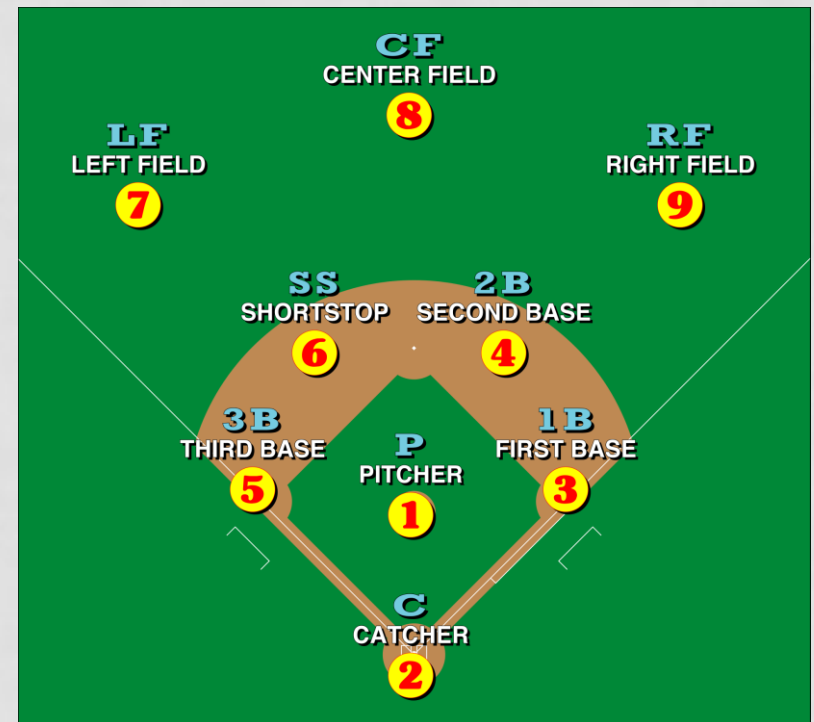 CF
CENTER FIELD
8
LF
LEFT FIELD
7
RF
RIGHT FIELD
9
SS
SHORTSTOP
6
2B
SECOND BASE
4
3B
THIRD BASE
5
P
PITCHER
1
1B
FIRST BASE
3
C
CATCHER
2